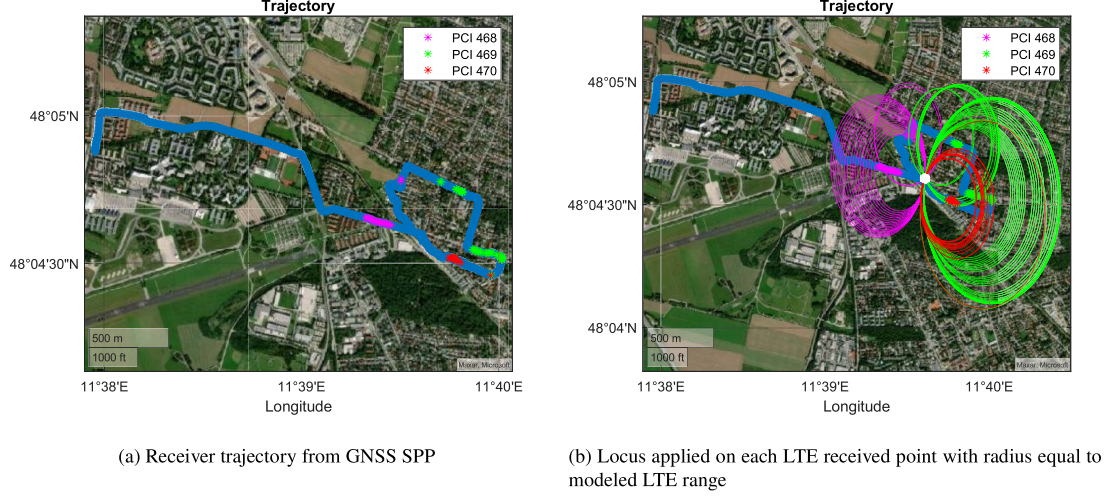 Trajectory
PCI 468
PCI 469
PCI 470
48°05'N
48°04'30"N
500 m
1000 ft
Maxar, Microsoft
11°38'E
11°39'E
11°40'E
Longitude
(a) Receiver trajectory from GNSS SPP
Trajectory
PCI 468
PCI 469
PCI 470
48°05'N
48°04'30"N
48°04'N
500 m
1000 ft
Maxar, Microsoft
11°38'E
11°39'E
11°40'E
Longitude
(b) Locus applied on each LTE received point with radius equal to
modeled LTE range